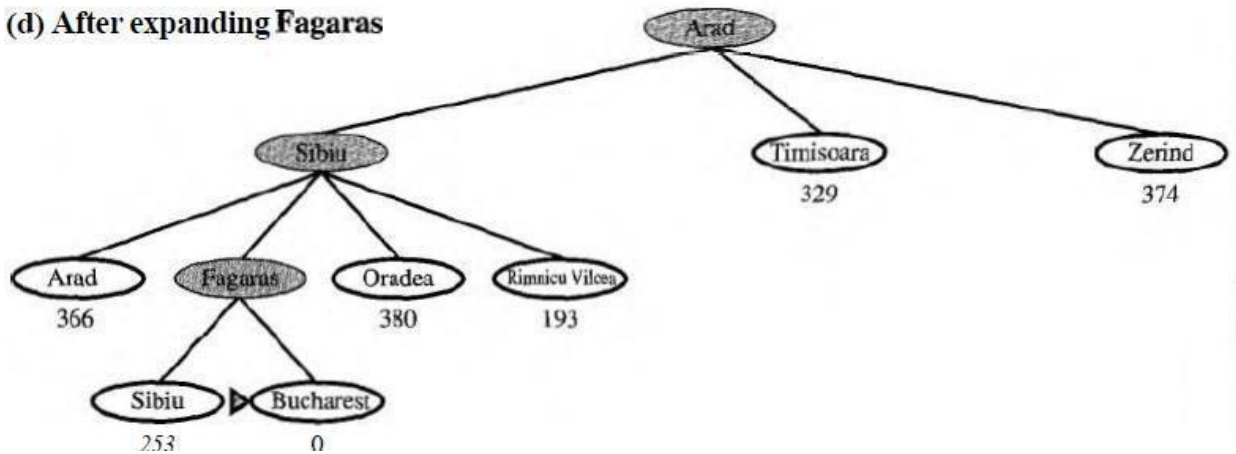 (d) After expanding Fagaras
Arad
Sibiu
Timisoara
Zerind
329
374
Arad
Fagaras
Oradea
Rimnicu Vilcea
366
380
193
Sibiu
Bucharest
253
0